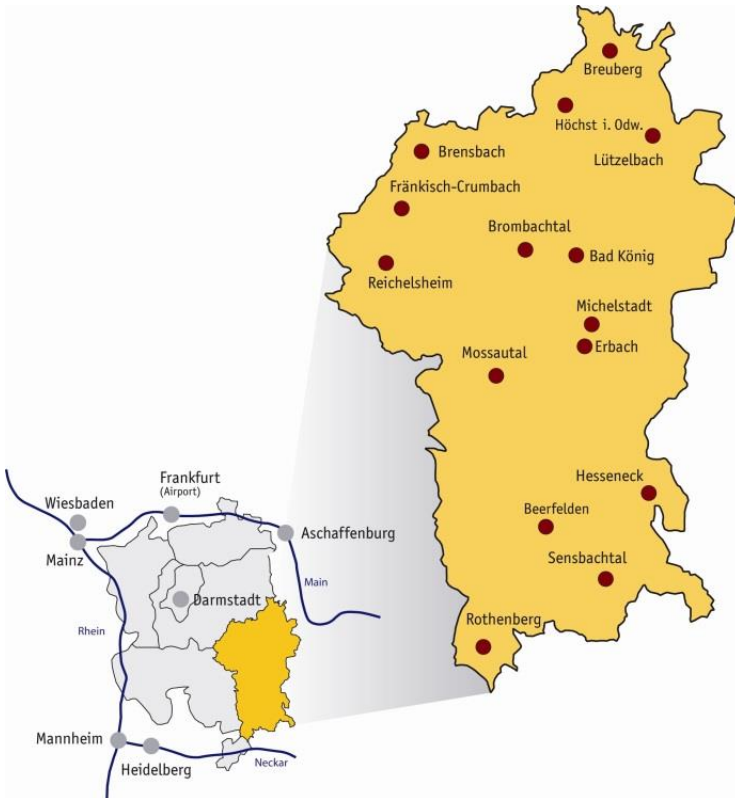 Breuberg
Höchst i. Odw.
Lützelbach
Brensbach
Fränkisch-Crumbach
Brombachtal
Bad König
Reichelsheim
Michelstadt
Erbach
Mossautal
Hesseneck
Beerfelden
Sensbachtal
Rothenberg
Frankfurt
(Airport)
Wiesbaden
Mainz
Aschaffenburg
Main
Darmstadt
Rhein
Mannheim
Heidelberg
Neckar